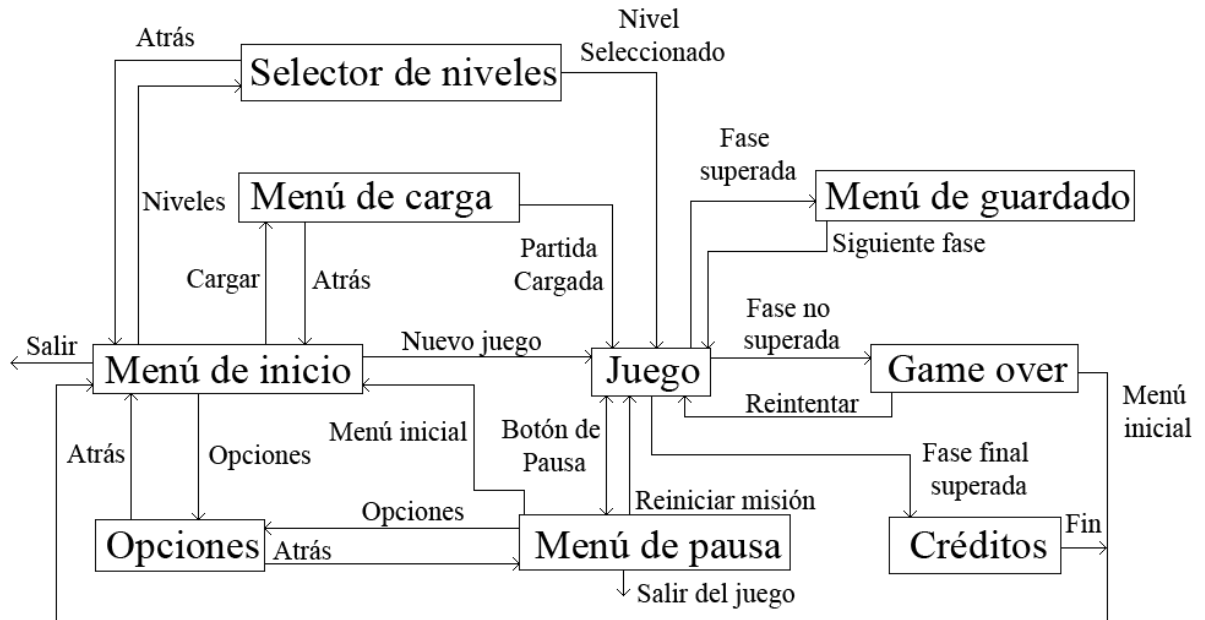 Nivel
Atrás
Seleccionado
Selector de niveles
Fase
superada
Niveles
Menú de carga
Menú de guardado
Siguiente fase
Partida
Cargada
Cargar
Atrás
Fase no
superada
Salir
Nuevo juego
Menú de inicio
Juego
Game over
Menú
inicial
Reintentar
Menú inicial
Botón de
Pausa
Atrás
Opciones
Fase final
superada
Reiniciar misión
Opciones
Fin
Opciones
Atrás
Menú de pausa
Créditos
Salir del juego